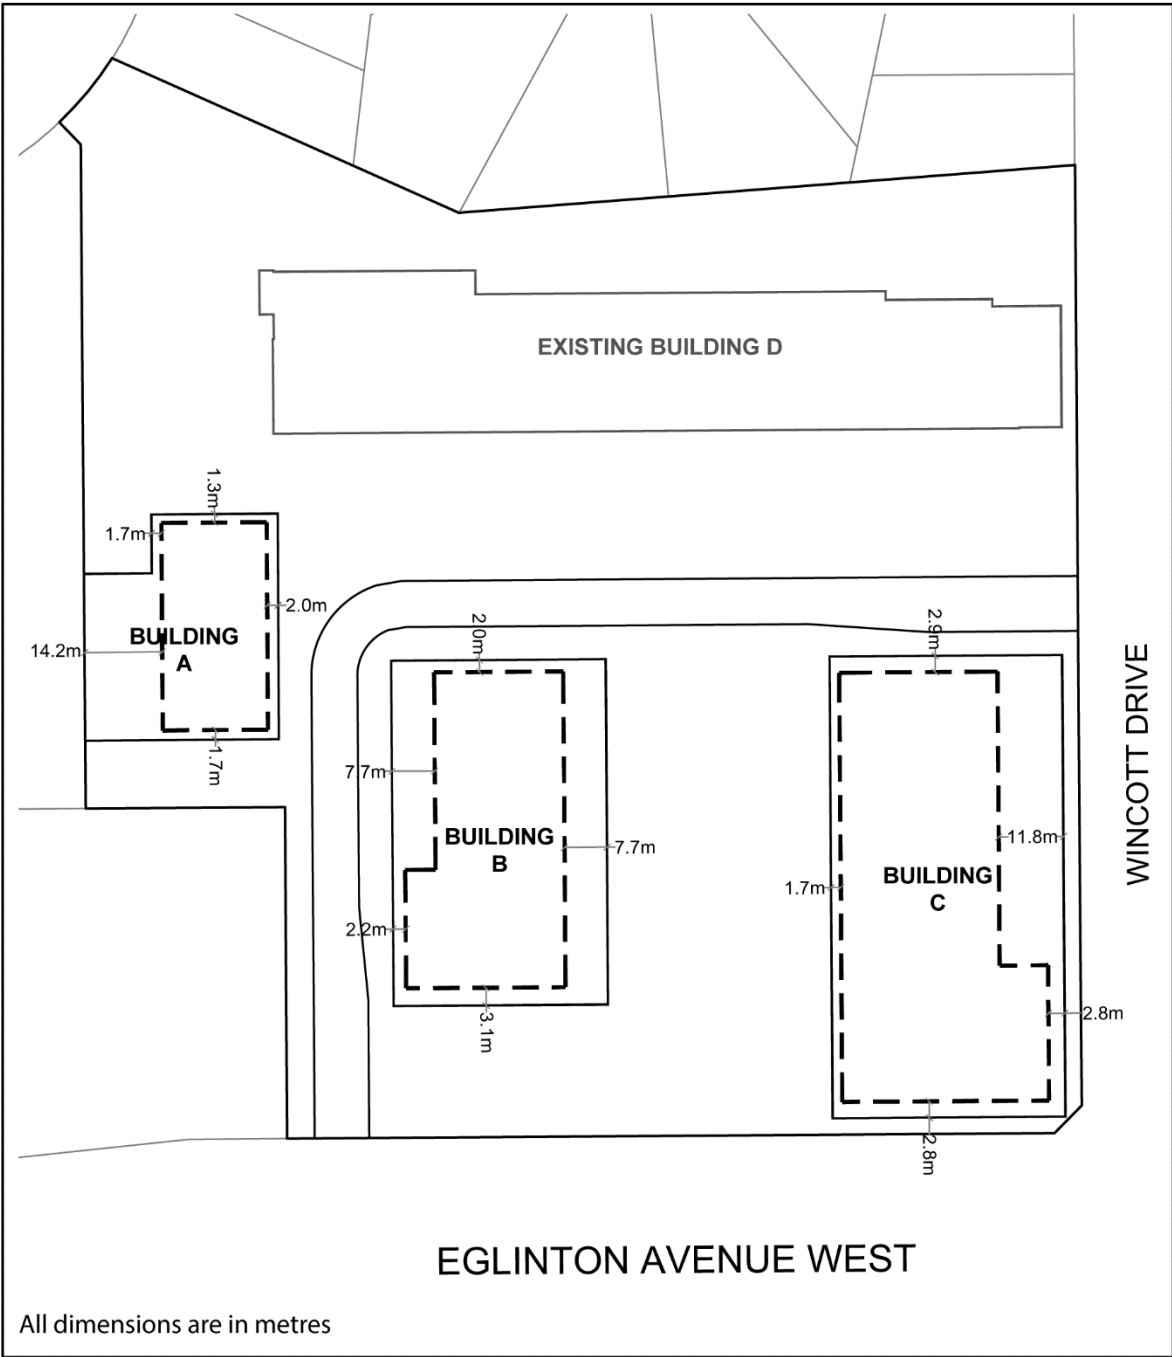 EXISTING BUILDING D
1.3m
1.7m
2.0m
BUILDING
A
14.2m
1.7m
2.0m
7.7m
BUILDING
B
7.7m
2.2m
3.1m
2.9m
11.8m
BUILDING
C
1.7m
2.8m
2.8m
WINCOTT DRIVE
EGLINTON AVENUE WEST
All dimensions are in metres